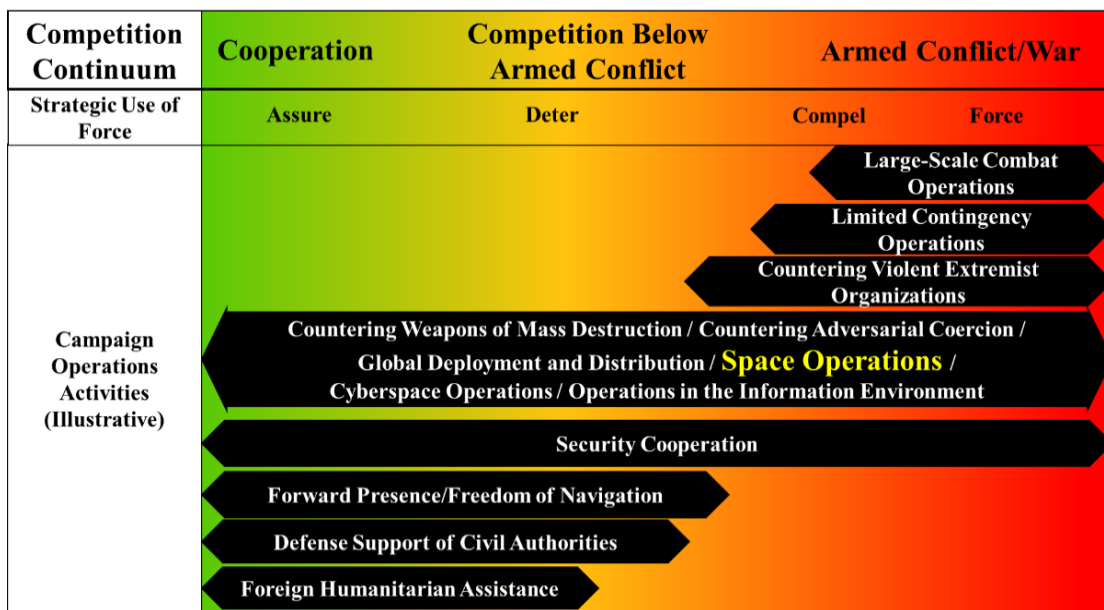 Competition
Continuum
Cooperation
Competition Below
Armed Conflict
Armed Conflict/War
Strategic Use of
Force
Assure
Deter
Compel
Force
Campaign
Operations
Activities
(Illustrative)
Large-Scale Combat
Operations
Limited Contingency
Operations
Countering Violent Extremist
Organizations
Countering Weapons of Mass Destruction / Countering Adversarial Coercion /
Global Deployment and Distribution / Space Operations /
Cyberspace Operations / Operations in the Information Environment
Security Cooperation
Forward Presence/Freedom of Navigation
Defense Support of Civil Authorities
Foreign Humanitarian Assistance